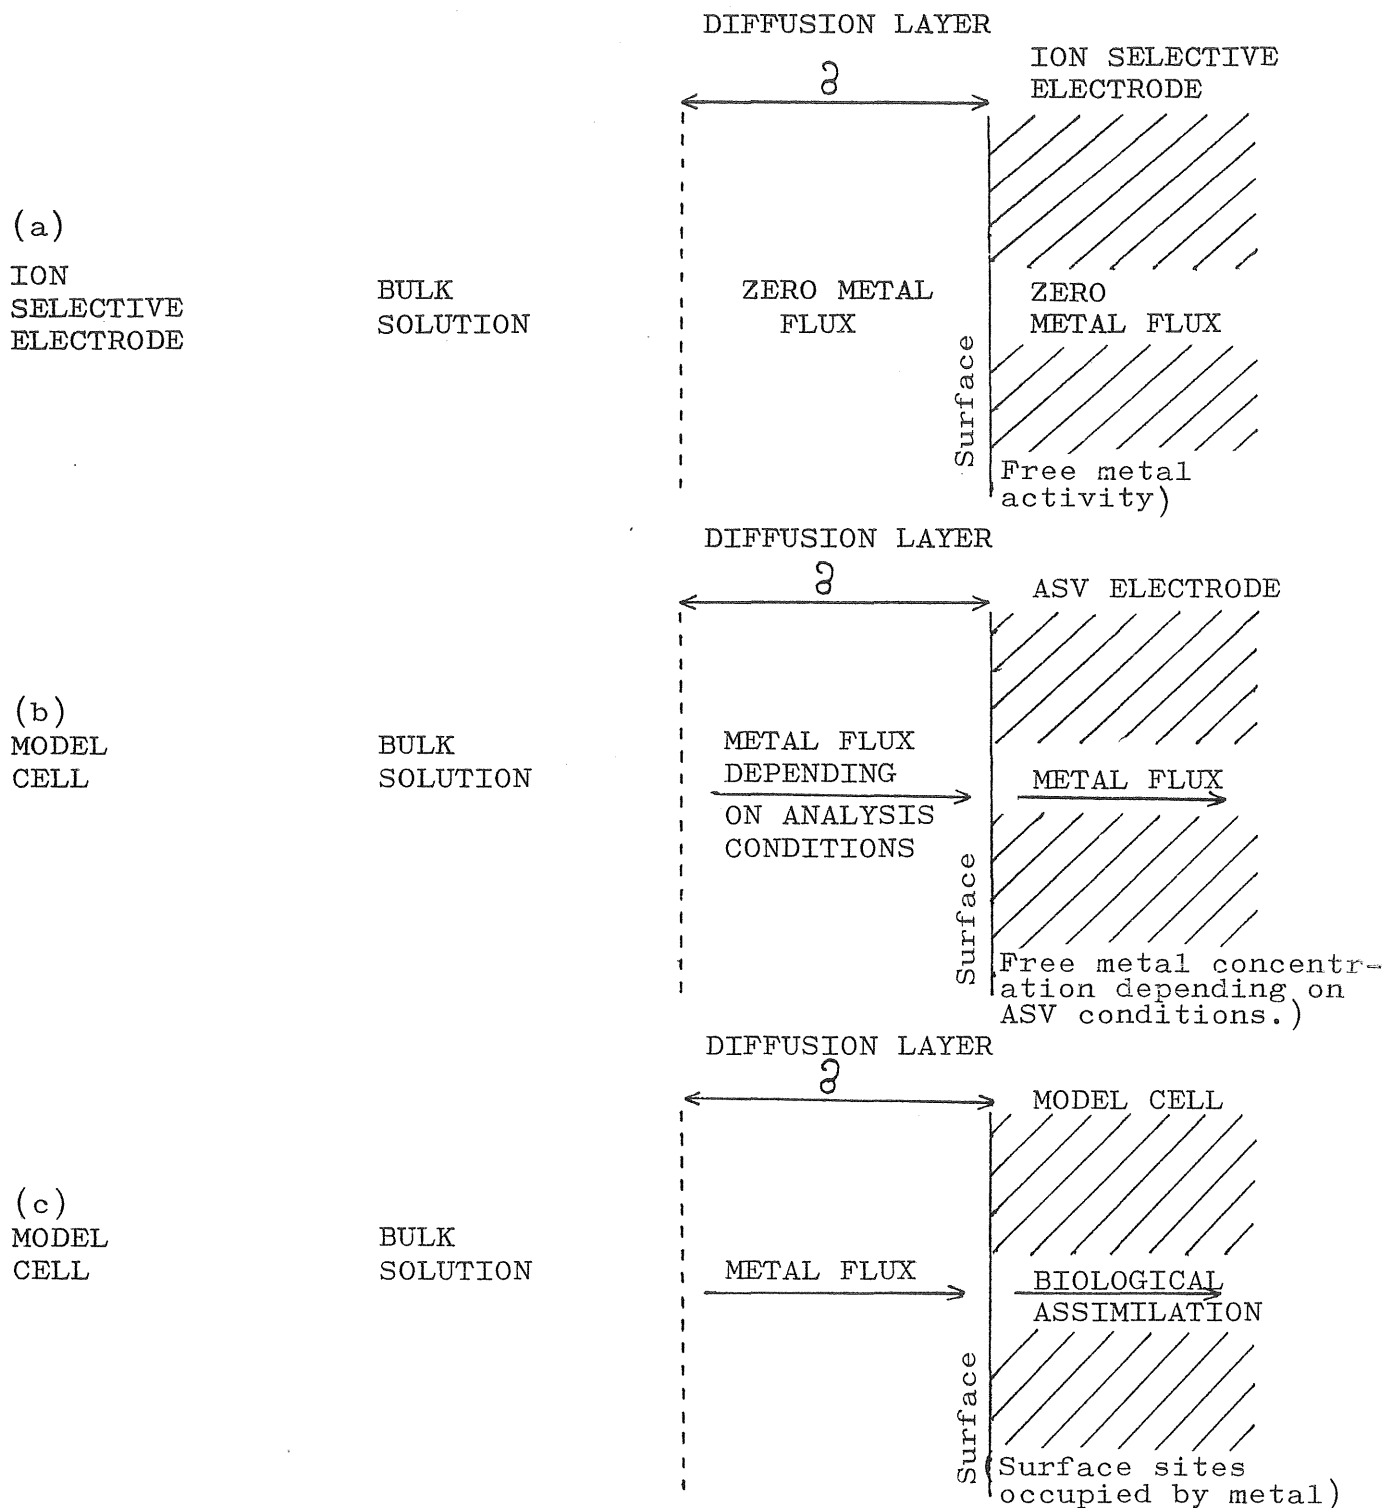 DIFFUSION LAYER
δ
ION SELECTIVE
ELECTRODE
(a)
ION
SELECTIVE
ELECTRODE
BULK
SOLUTION
ZERO METAL
FLUX
ZERO
METAL FLUX
Surface
Free metal
activity)
DIFFUSION LAYER
δ
ASV ELECTRODE
(b)
MODEL
CELL
BULK
SOLUTION
METAL FLUX
DEPENDING
ON ANALYSIS
CONDITIONS
METAL FLUX
Surface
Free metal concentr-
ation depending on
ASV conditions.)
DIFFUSION LAYER
δ
MODEL CELL
(c)
MODEL
CELL
BULK
SOLUTION
METAL FLUX
BIOLOGICAL
ASSIMILATION
Surface
(Surface sites
occupied by metal)